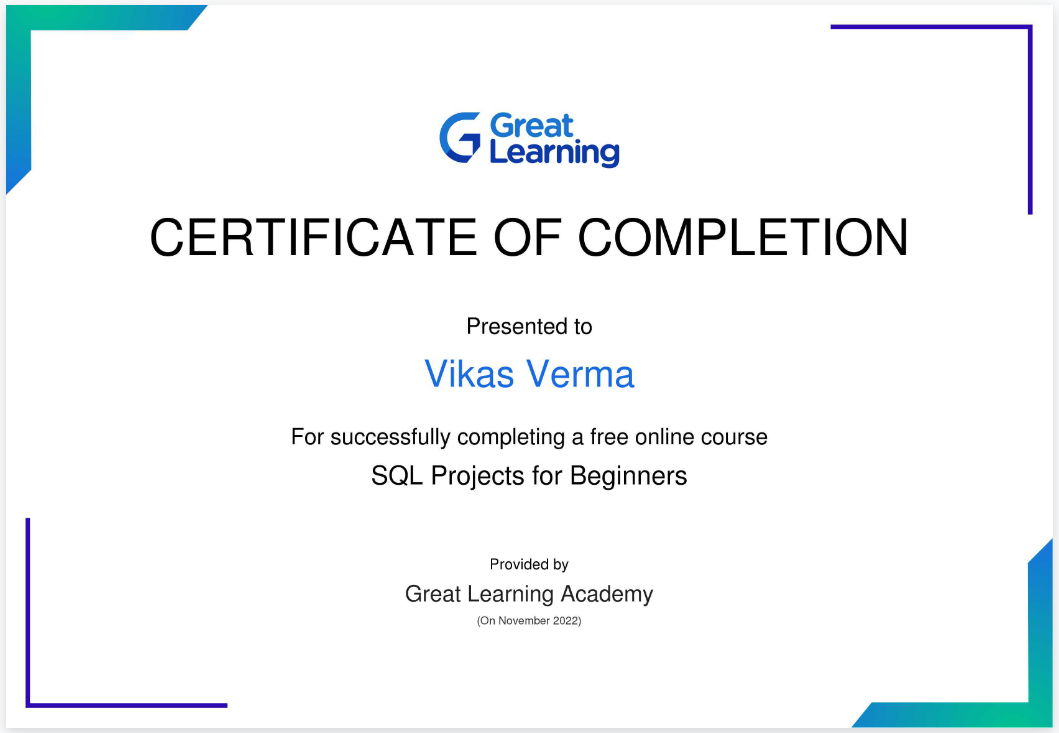 Great
Learning
CERTIFICATE OF COMPLETION
Presented to
Vikas Verma
For successfully completing a free online course
SQL Projects for Beginners
Provided by
Great Learning Academy
(On November 2022)